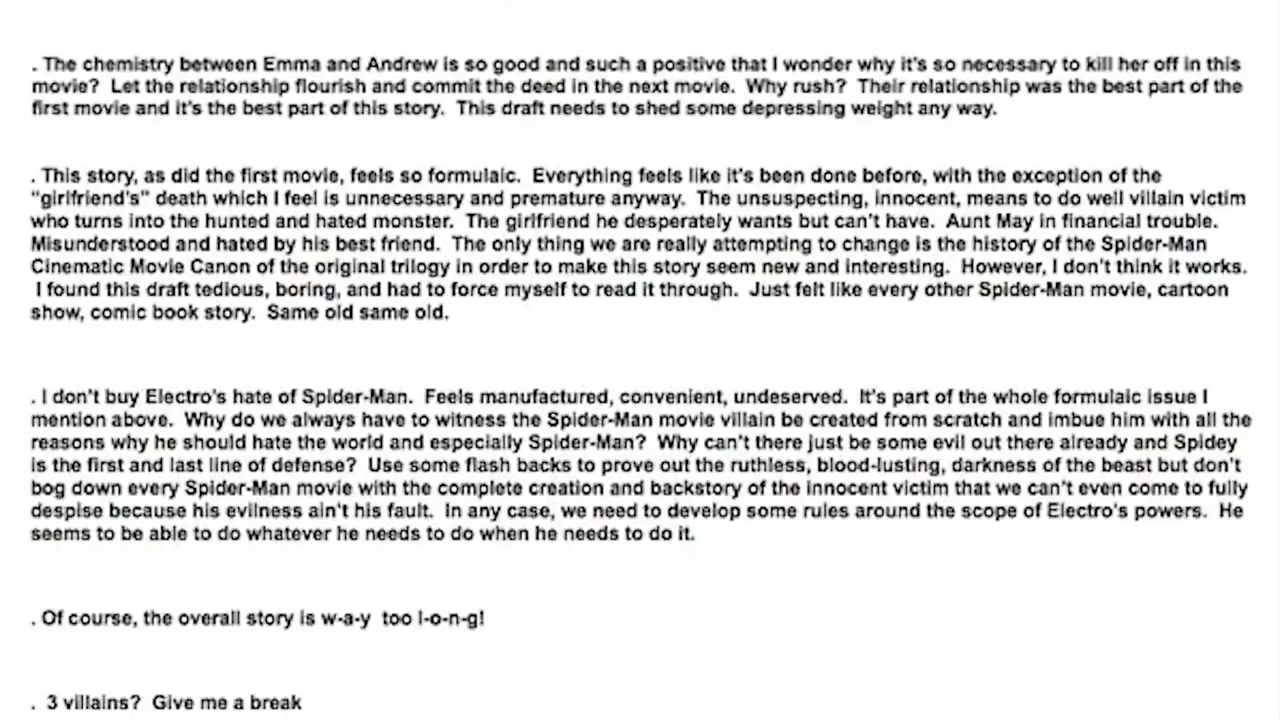 . The chemistry between Emma and Andrew is so good and such a positive that I wonder why it's so necessary to kill her off in this
movie?  Let the relationship flourish and commit the deed in the next movie.  Why rush?  Their relationship was the best part of the
first movie and it's the best part of this story.  This draft needs to shed some depressing weight any way.
. This story, as did the first movie, feels so formulaic.  Everything feels like it's been done before, with the exception of the
"girlfriend's" death which I feel is unnecessary and premature anyway.  The unsuspecting, innocent, means to do well villain victim
who turns into the hunted and hated monster.  The girlfriend he desperately wants but can't have.  Aunt May in financial trouble.
Misunderstood and hated by his best friend.  The only thing we are really attempting to change is the history of the Spider-Man
Cinematic Movie Canon of the original trilogy in order to make this story seem new and interesting.  However, I don't think it works.
I found this draft tedious, boring, and had to force myself to read it through.  Just felt like every other Spider-Man movie, cartoon
show, comic book story.  Same old same old.
. I don't buy Electro's hate of Spider-Man.  Feels manufactured, convenient, undeserved.  It's part of the whole formulaic issue I
mention above.  Why do we always have to witness the Spider-Man movie villain be created from scratch and imbue him with all the
reasons why he should hate the world and especially Spider-Man?  Why can't there just be some evil out there already and Spidey
is the first and last line of defense?  Use some flash backs to prove out the ruthless, blood-lusting, darkness of the beast but don't
bog down every Spider-Man movie with the complete creation and backstory of the innocent victim that we can't even come to fully
despise because his evilness ain't his fault.  In any case, we need to develop some rules around the scope of Electro's powers.  He
seems to be able to do whatever he needs to do when he needs to do it.
. Of course, the overall story is w-a-y  too l-o-n-g!
.  3 villains?  Give me a break